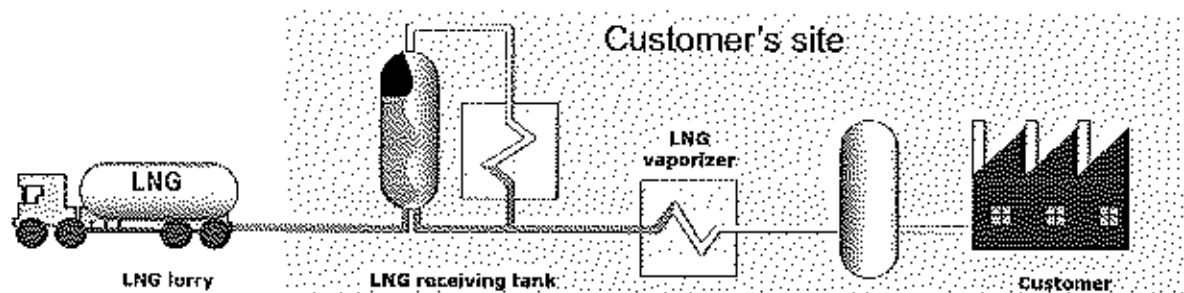 Customer's site
LNG
vaporizer
LNG
LNG lorry
LNG receiving tank
Customer